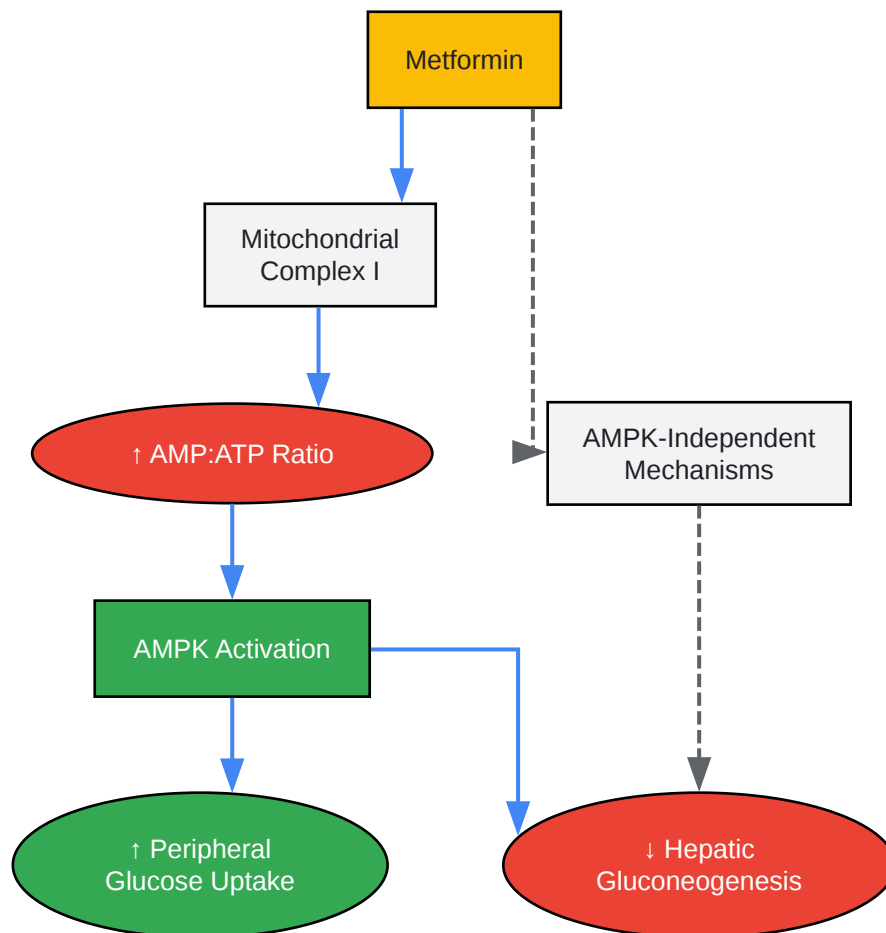 Metformin
Mitochondrial
Complex I
↑ AMP:ATP Ratio
AMPK-Independent
Mechanisms
AMPK Activation
↑ Peripheral
Glucose Uptake
↓ Hepatic
Gluconeogenesis